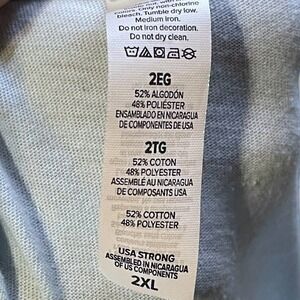 colors. Only non-chlorine
bleach. Tumble dry low.
Medium iron.
Do not iron decoration.
Do not dry clean.
2EG
52% ALGODÓN
48% POLIÉSTER
ENSAMBLADO EN NICARAGUA
DE COMPONENTES DE USA
2TG
52% COTON
48% POLYESTER
ASSEMBLÉ AU NICARAGUA
DE COMPOSANTS USA
52% COTTON
48% POLYESTER
USA STRONG
ASSEMBLED IN NICARAGUA
OF US COMPONENTS
2XL